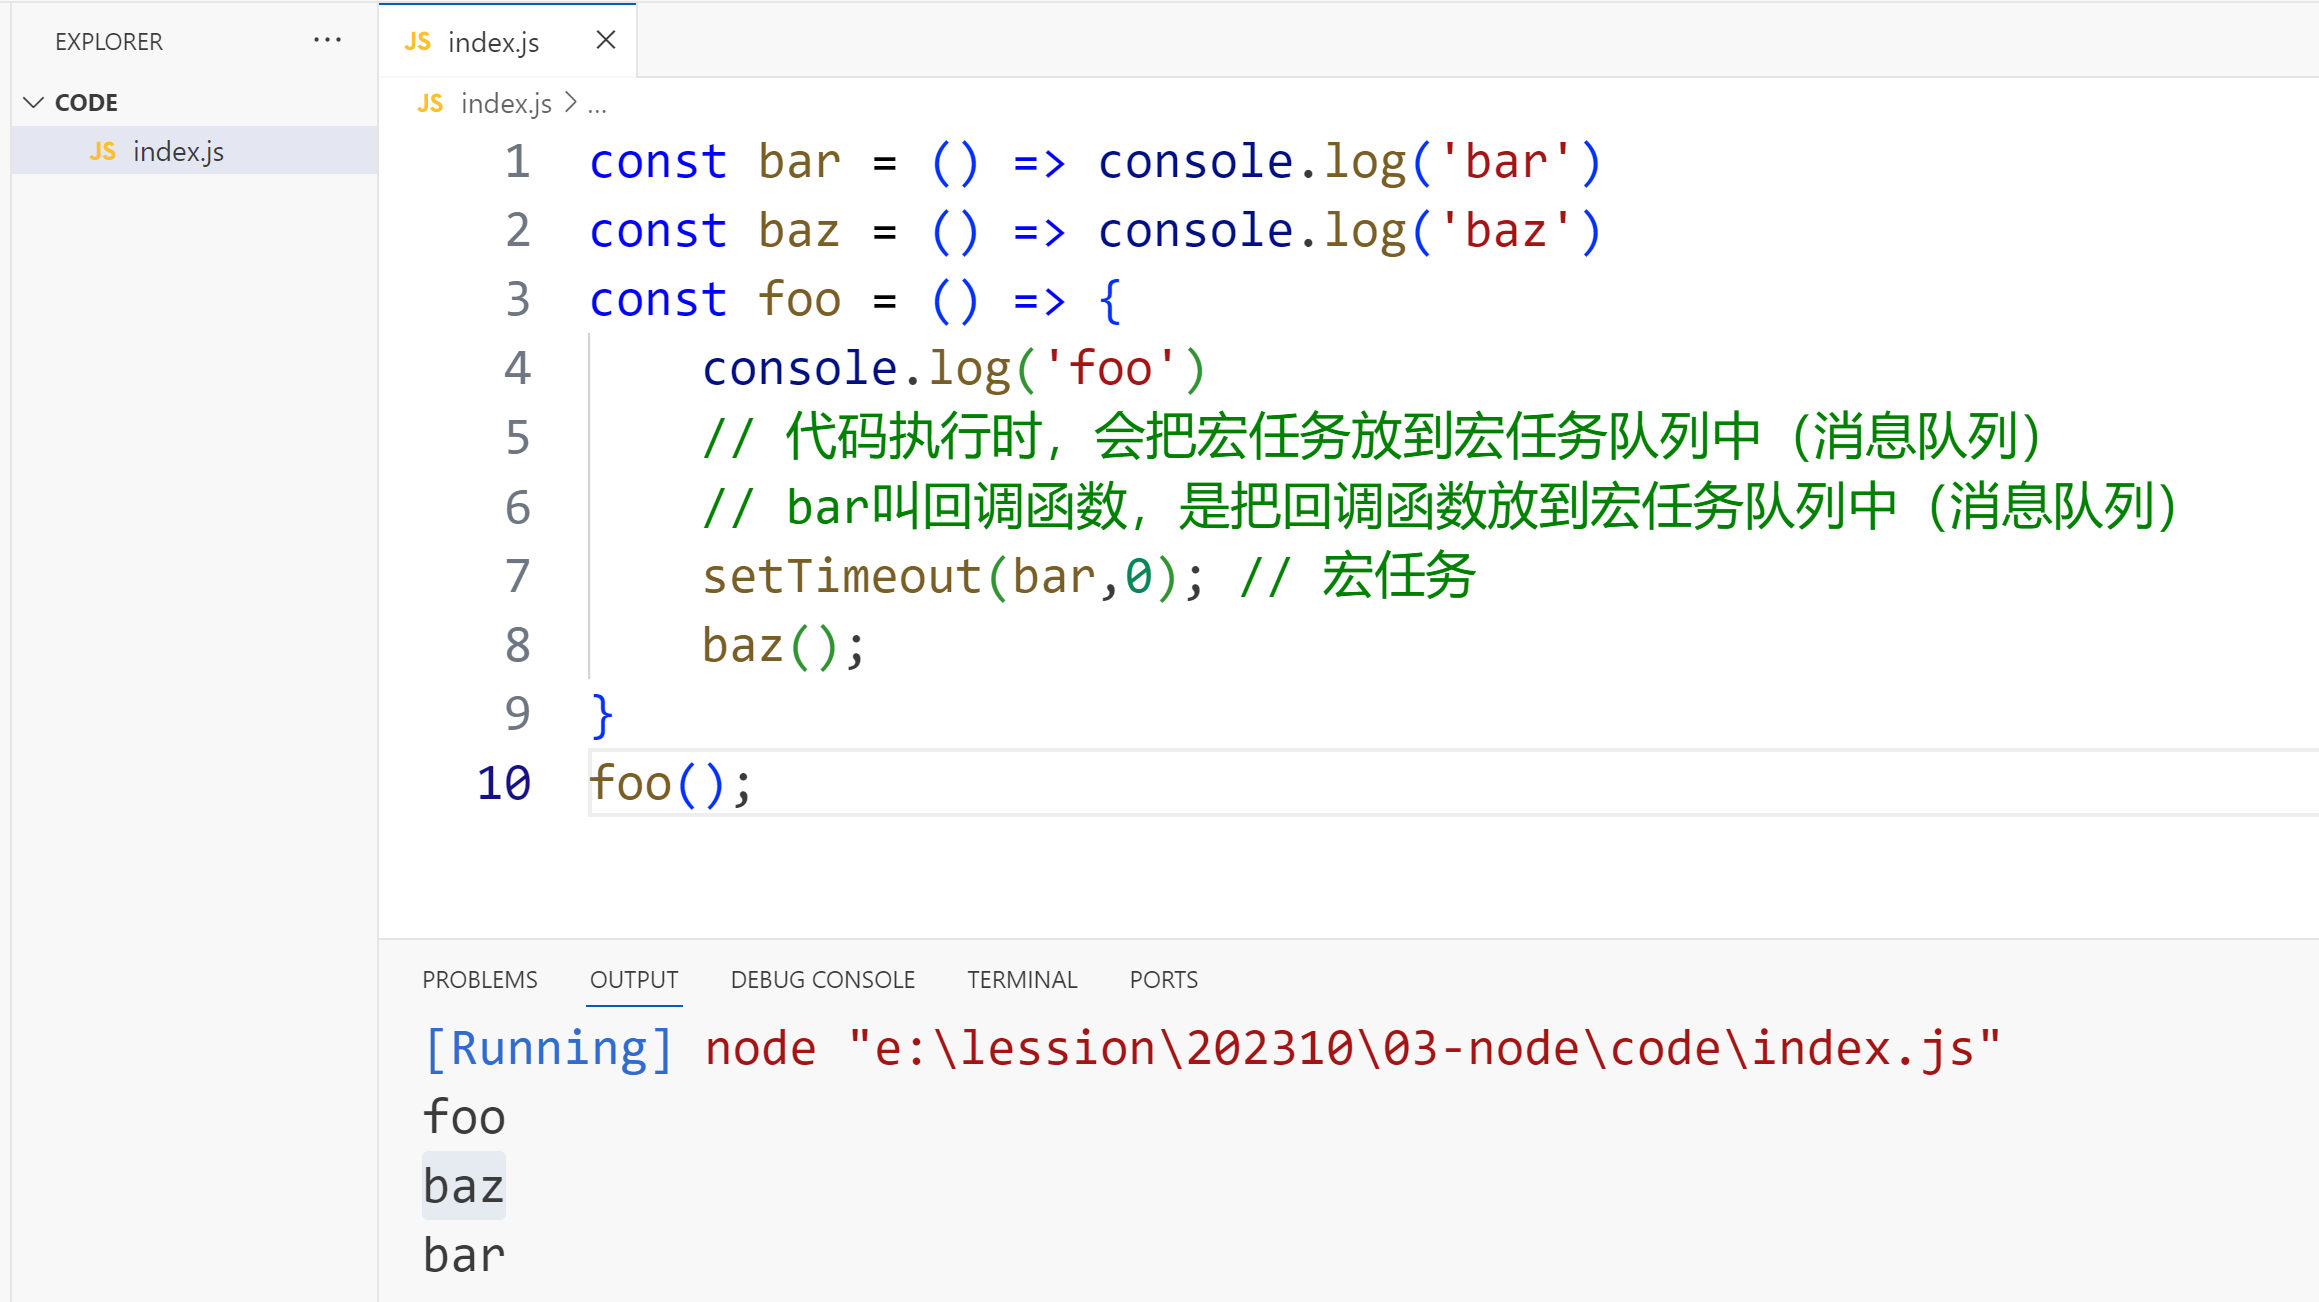 EXPLORER ···
CODE
JS index.js
JS index.js ×
JS index.js > ...
1 const bar = () => console.log('bar')
2 const baz = () => console.log('baz')
3 const foo = () => {
4 console.log('foo')
5 // 代码执行时，会把宏任务放到宏任务队列中（消息队列）
6 // bar叫回调函数，是把回调函数放到宏任务队列中（消息队列）
7 setTimeout(bar,0); // 宏任务
8 baz();
9 }
10 foo();
PROBLEMS OUTPUT DEBUG CONSOLE TERMINAL PORTS
[Running] node "e:\lession\202310\03-node\code\index.js"
foo
baz
bar